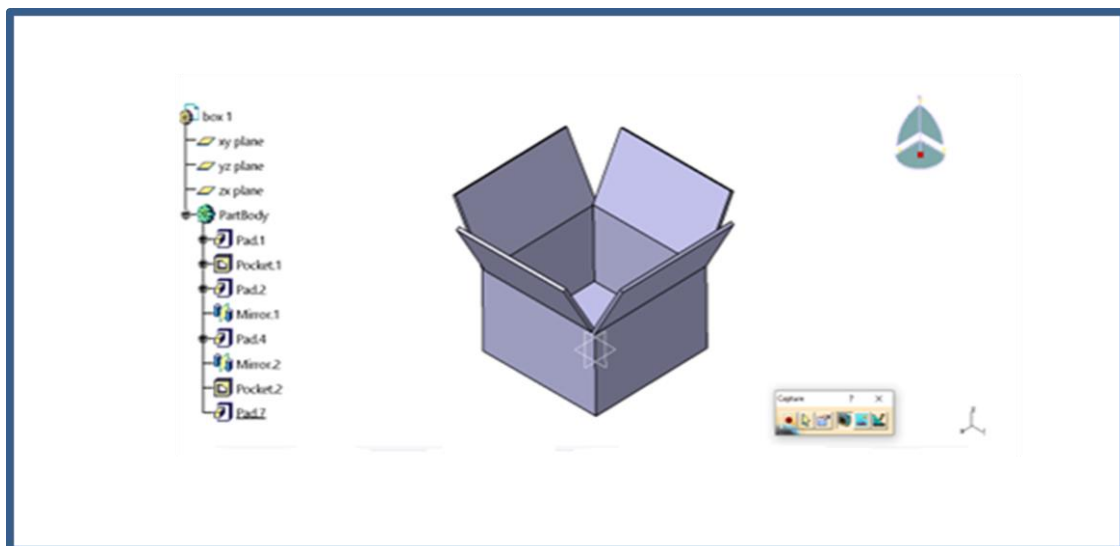 box 1
xy plane
yz plane
zx plane
PartBody
Pad.1
Pocket.1
Pad.2
Mirror.1
Pad.4
Mirror.2
Pocket.2
Pad.7
Capture ? ×